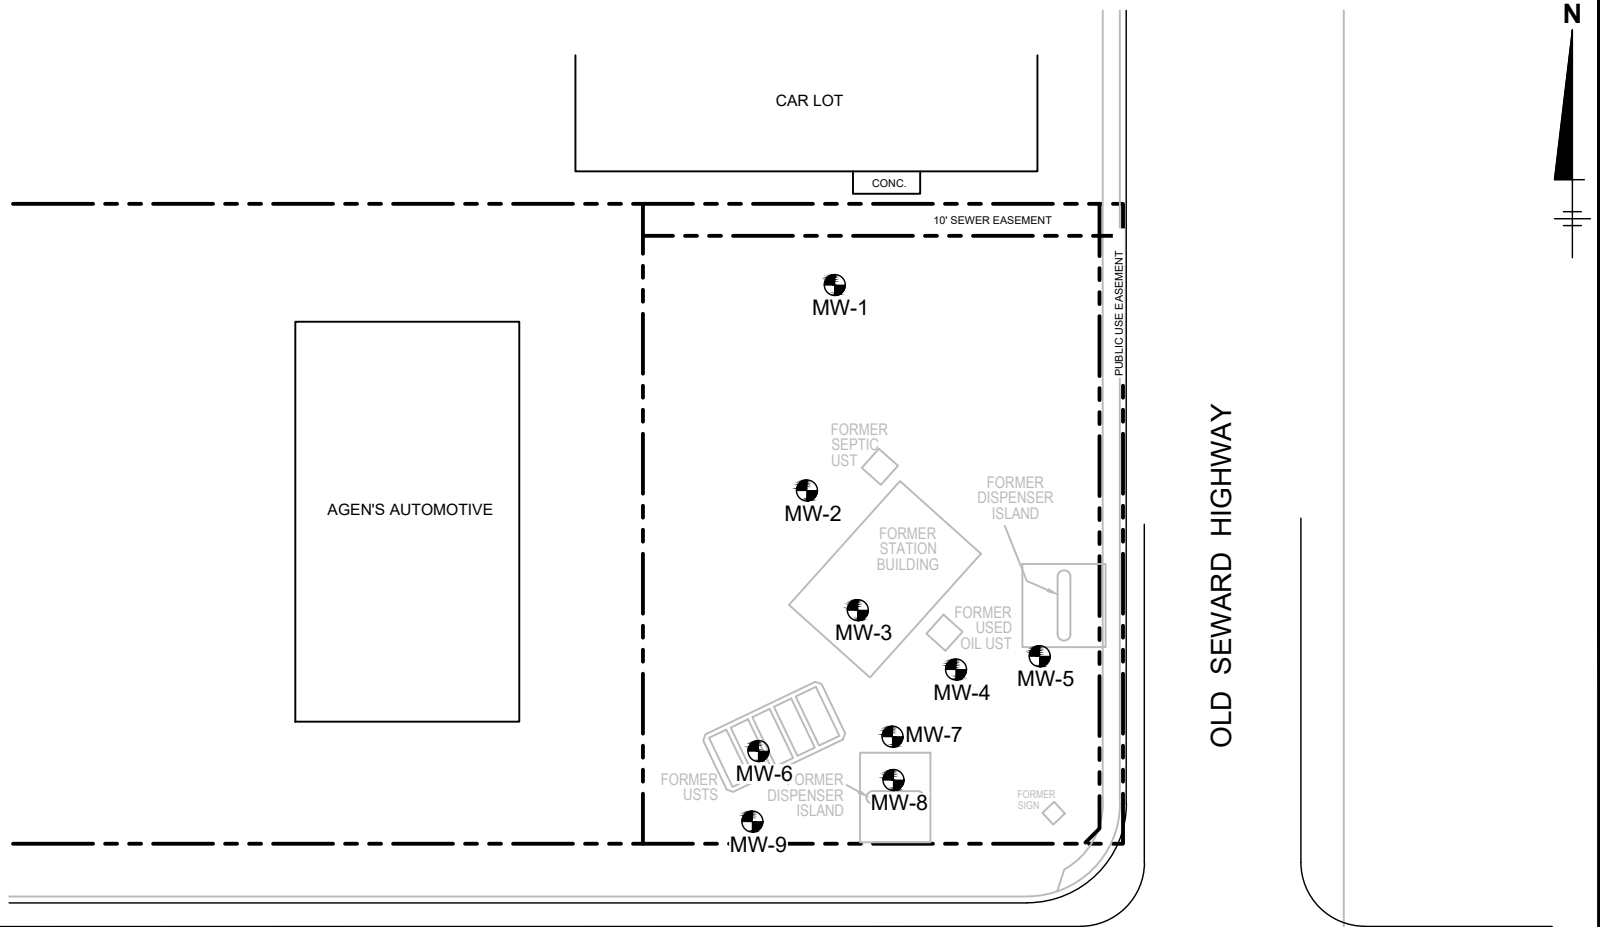 N
CAR LOT
CONC.
10' SEWER EASEMENT
PUBLIC USE EASEMENT
MW-1
FORMER
SEPTIC
UST
MW-2
FORMER
DISPENSER
ISLAND
AGEN'S AUTOMOTIVE
FORMER
STATION
BUILDING
OLD SEWARD HIGHWAY
MW-3
FORMER
USED
OIL UST
MW-4
MW-5
MW-7
MW-6
FORMER
USTS
ORMER
DISPENSER
ISLAND
MW-8
FORMER
SIGN
MW-9